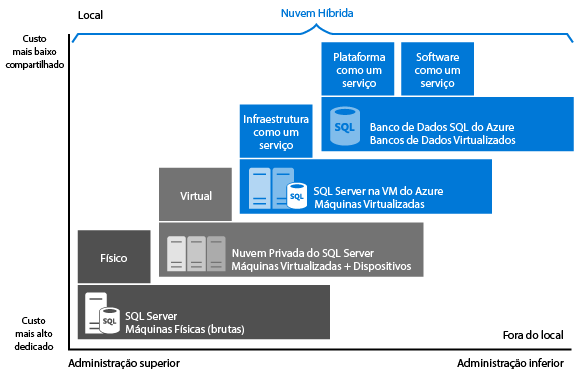 Local
Nuvem Híbrida
Custo
mais baixo
compartilhado
Plataforma
como um
serviço
Software
como um
serviço
SQL
Banco de Dados SQL do Azure
Bancos de Dados Virtualizados
Infraestrutura
como um
serviço
SQL
SQL Server na VM do Azure
Máquinas Virtualizadas
Virtual
Nuvem Privada do SQL Server
Máquinas Virtualizadas + Dispositivos
Físico
SQL
SQL Server
Máquinas Físicas (brutas)
Custo
mais alto
dedicado
Fora do local
Administração superior
Administração inferior